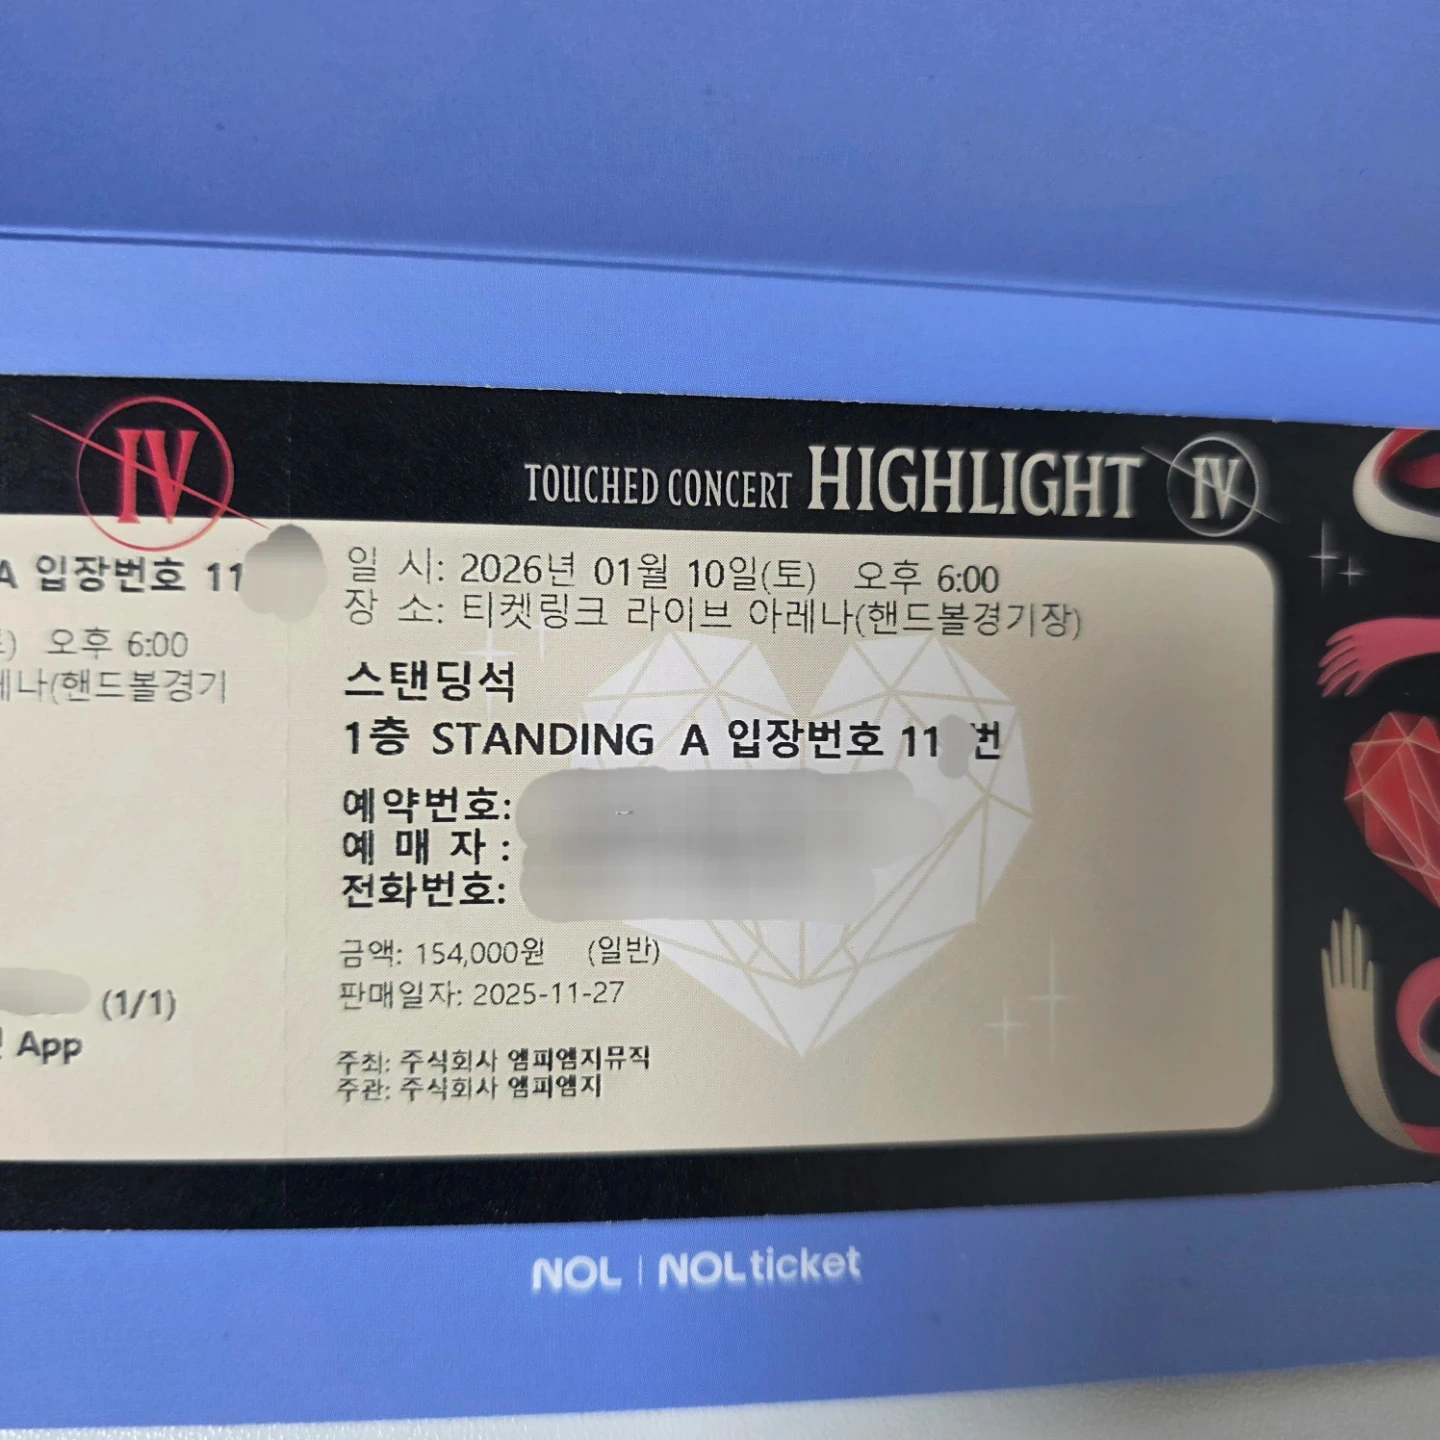 IV
A 입장번호 11
오후 6:00
레나(핸드볼경기
(1/1)
App
TOUCHED CONCERT HIGHLIGHT IV
일 시: 2026년 01월 10일(토) 오후 6:00
장 소: 티켓링크 라이브 아레나(핸드볼경기장)
스탠딩석
1층 STANDING A 입장번호 11 번
예약번호:
예 매 자 :
전화번호:
금액: 154,000원 (일반)
판매일자: 2025-11-27
주최: 주식회사 엠피엠지뮤직
주관: 주식회사 엠피엠지
NOL | NOL ticket